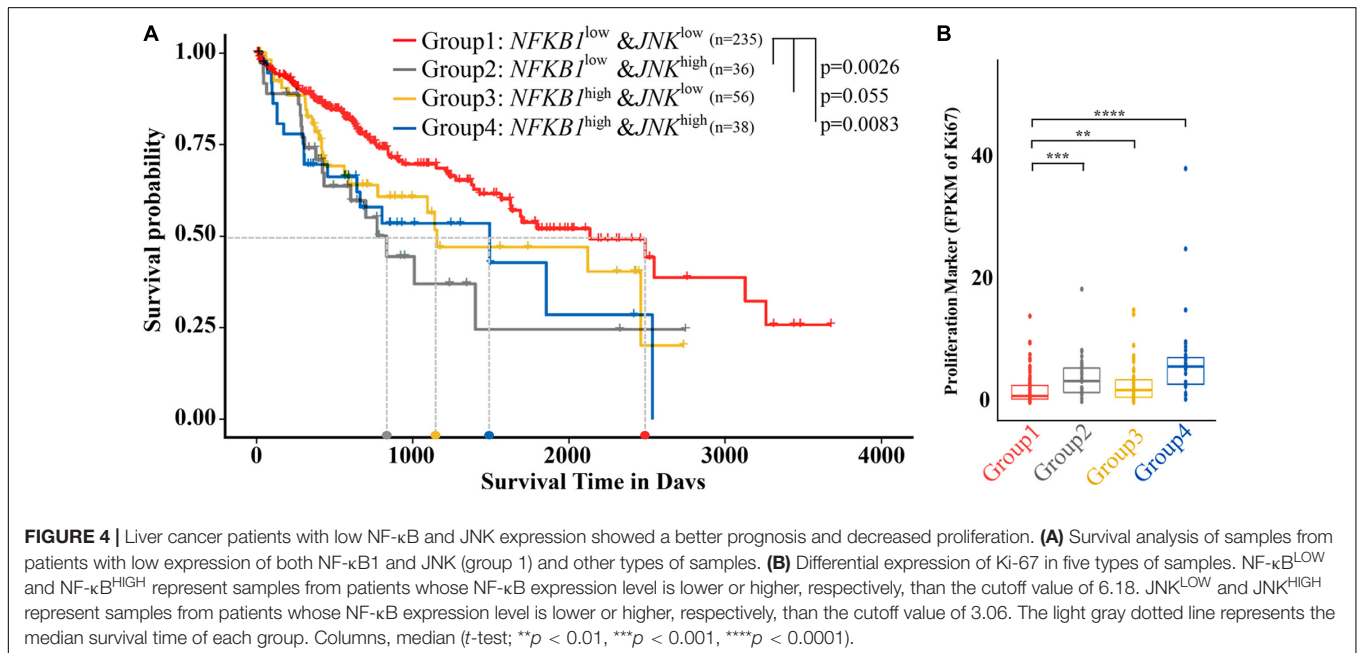 A
1.00
0.75
0.50
0.25
0.00
Survival probability
Group1: NFKB1low &JNKlow (n=235)
Group2: NFKB1low &JNKhigh (n=36)
Group3: NFKB1high &JNKlow (n=56)
Group4: NFKB1high &JNKhigh (n=38)
p=0.0026
p=0.055
p=0.0083
0 1000 2000 3000 4000
Survival Time in Davs
B
Proliferation Marker (FPKM of Ki67)
40
20
0
****
**
***
Group1 Group2 Group3 Group4
FIGURE 4 | Liver cancer patients with low NF-κB and JNK expression showed a better prognosis and decreased proliferation. (A) Survival analysis of samples from
patients with low expression of both NF-κB1 and JNK (group 1) and other types of samples. (B) Differential expression of Ki-67 in five types of samples. NF-κBLOW
and NF-κBHIGH represent samples from patients whose NF-κB expression level is lower or higher, respectively, than the cutoff value of 6.18. JNKLOW and JNKHIGH
represent samples from patients whose NF-κB expression level is lower or higher, respectively, than the cutoff value of 3.06. The light gray dotted line represents the
median survival time of each group. Columns, median (t-test; **p < 0.01, ***p < 0.001, ****p < 0.0001).